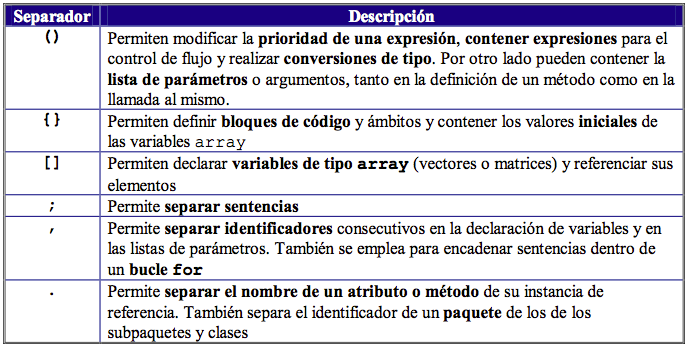 Separador Descripción
() Permiten modificar la prioridad de una expresión, contener expresiones para el
control de flujo y realizar conversiones de tipo. Por otro lado pueden contener la
lista de parámetros o argumentos, tanto en la definición de un método como en la
llamada al mismo.
{} Permiten definir bloques de código y ámbitos y contener los valores iniciales de
las variables array
[] Permiten declarar variables de tipo array (vectores o matrices) y referenciar sus
elementos
; Permite separar sentencias
, Permite separar identificadores consecutivos en la declaración de variables y en
las listas de parámetros. También se emplea para encadenar sentencias dentro de
un bucle for
. Permite separar el nombre de un atributo o método de su instancia de
referencia. También separa el identificador de un paquete de los de los
subpaquetes y clases